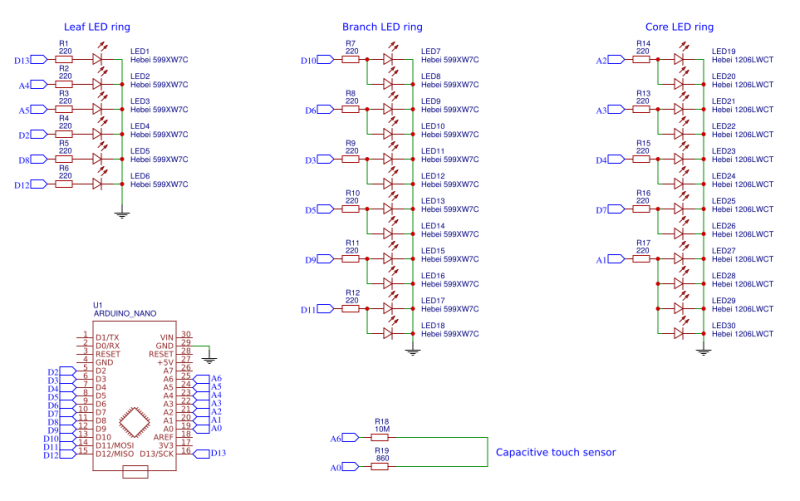 Leaf LED ring
D13 R1 220 LED1 Hebei 599XW7C
A4 R2 220 LED2 Hebei 599XW7C
A5 R3 220 LED3 Hebei 599XW7C
D2 R4 220 LED4 Hebei 599XW7C
D8 R5 220 LED5 Hebei 599XW7C
D12 R6 220 LED6 Hebei 599XW7C
Branch LED ring
D10 R7 220 LED7 Hebei 599XW7C
LED8 Hebei 599XW7C
D6 R8 220 LED9 Hebei 599XW7C
LED10 Hebei 599XW7C
D3 R9 220 LED11 Hebei 599XW7C
LED12 Hebei 599XW7C
D5 R10 220 LED13 Hebei 599XW7C
LED14 Hebei 599XW7C
D9 R11 220 LED15 Hebei 599XW7C
LED16 Hebei 599XW7C
D11 R12 220 LED17 Hebei 599XW7C
LED18 Hebei 599XW7C
Core LED ring
A2 R14 220 LED19 Hebei 1206LWCT
LED20 Hebei 1206LWCT
A3 R13 220 LED21 Hebei 1206LWCT
LED22 Hebei 1206LWCT
D4 R15 220 LED23 Hebei 1206LWCT
LED24 Hebei 1206LWCT
D7 R16 220 LED25 Hebei 1206LWCT
LED26 Hebei 1206LWCT
A1 R17 220 LED27 Hebei 1206LWCT
LED28 Hebei 1206LWCT
LED29 Hebei 1206LWCT
LED30 Hebei 1206LWCT
U1
ARDUINO_NANO
1 D1/TX VIN 30
2 D0/RX GND 29
3 RESET RESET 28
4 GND +5V 27
D2 5 D2 A7 26
D3 6 D3 A6 25 A6
D4 7 D4 A5 24 A5
D5 8 D5 A4 23 A4
D6 9 D6 A3 22 A3
D7 10 D7 A2 21 A2
D8 11 D8 A1 20 A1
D9 12 D9 A0 19 A0
D10 13 D10 AREF 18
D11 14 D11/MOSI 3V3 17
D12 15 D12/MISO D13/SCK 16 D13
A6 R18 10M
A0 R19 860
Capacitive touch sensor